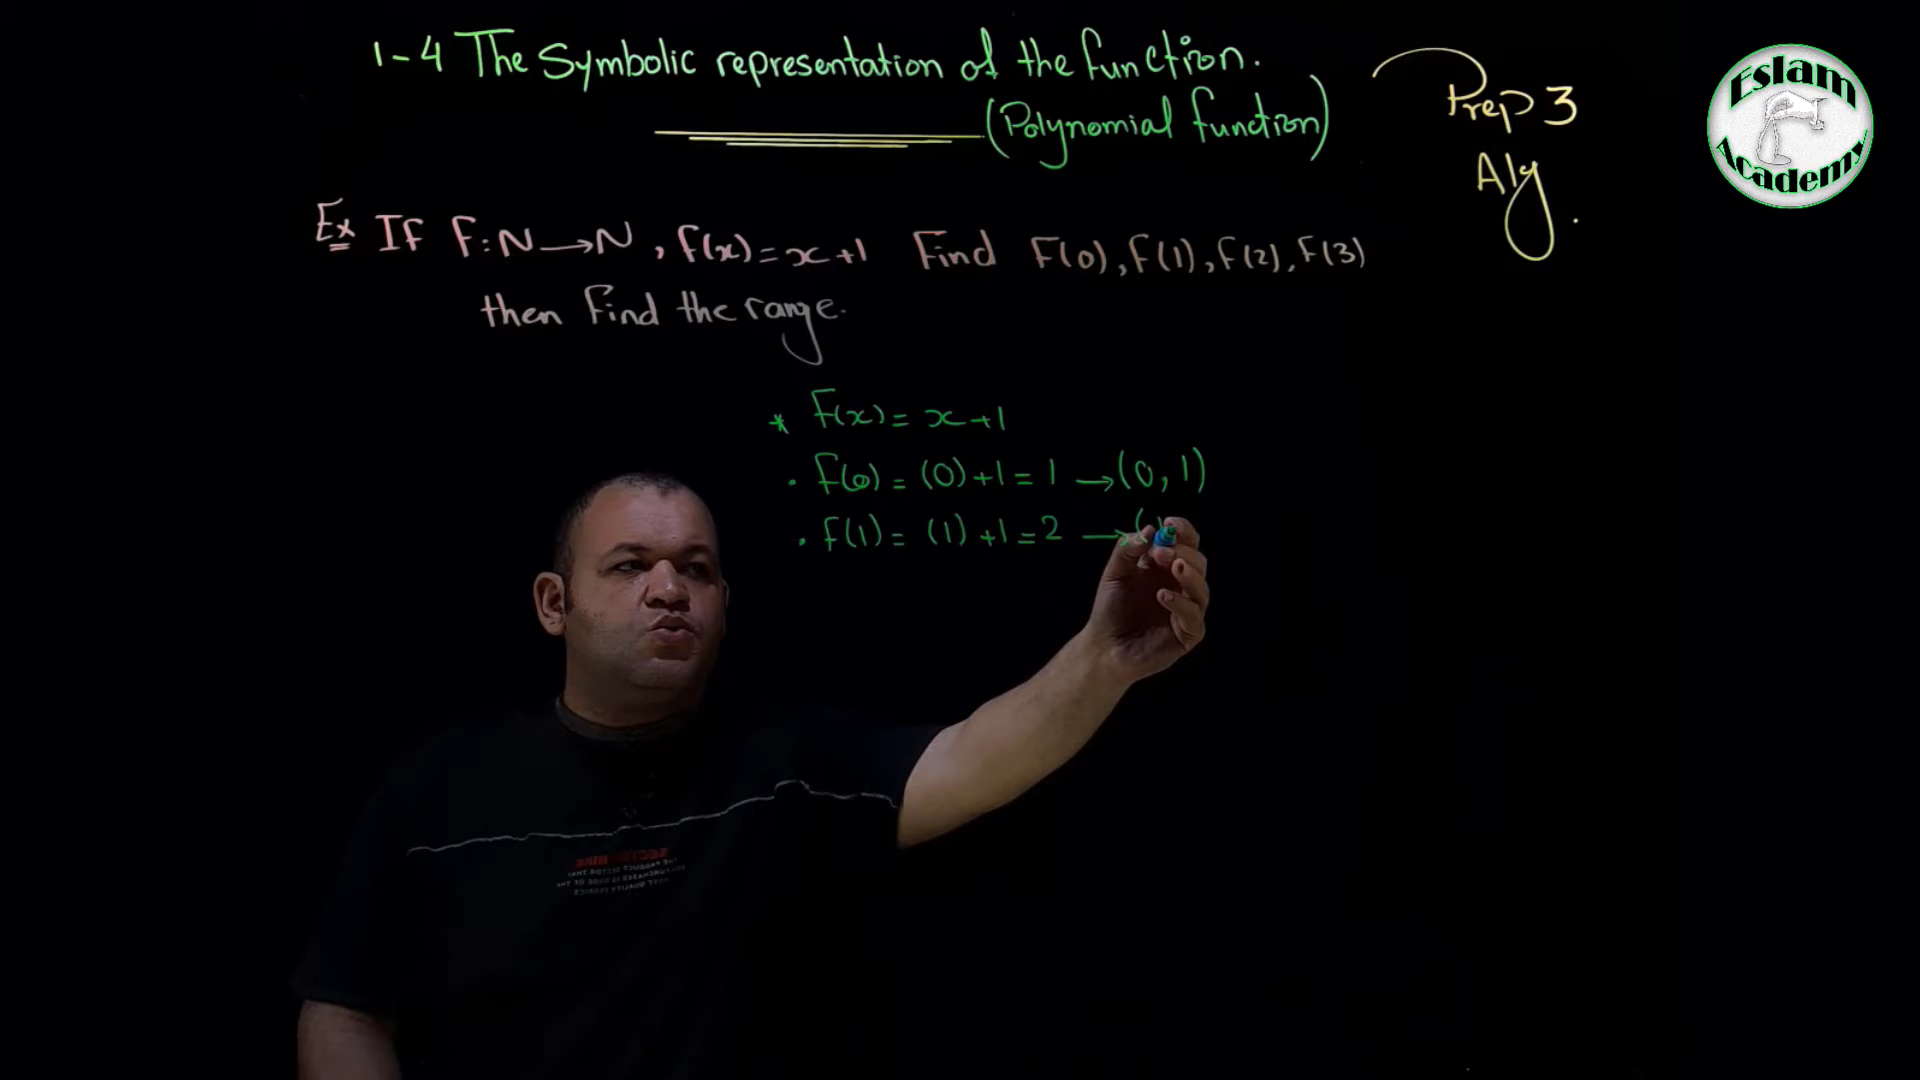 1-4 The Symbolic representation of the function.
(Polynomial function)
Prep 3
Alg.
Eslam
Academy
Ex If F:N→N, f(x)=x+1 Find F(0), F(1), F(2), F(3)
then find the range.
* F(x) = x+1
. F(0) = (0)+1 = 1 →(0, 1)
. f(1) = (1) +1 = 2 →(1